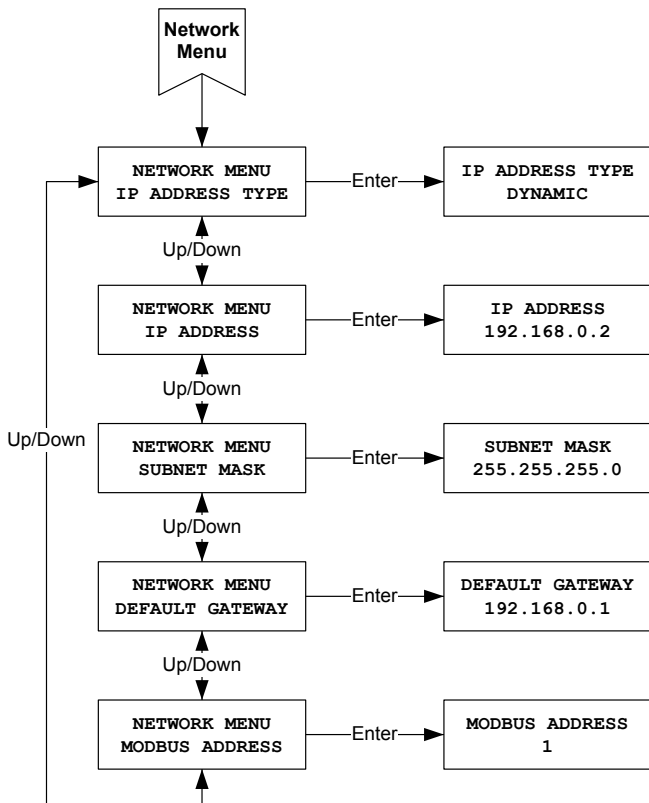 Network
Menu
NETWORK MENU
IP ADDRESS TYPE
Enter
IP ADDRESS TYPE
DYNAMIC
Up/Down
NETWORK MENU
IP ADDRESS
Enter
IP ADDRESS
192.168.0.2
Up/Down
Up/Down
NETWORK MENU
SUBNET MASK
Enter
SUBNET MASK
255.255.255.0
Up/Down
NETWORK MENU
DEFAULT GATEWAY
Enter
DEFAULT GATEWAY
192.168.0.1
Up/Down
NETWORK MENU
MODBUS ADDRESS
Enter
MODBUS ADDRESS
1